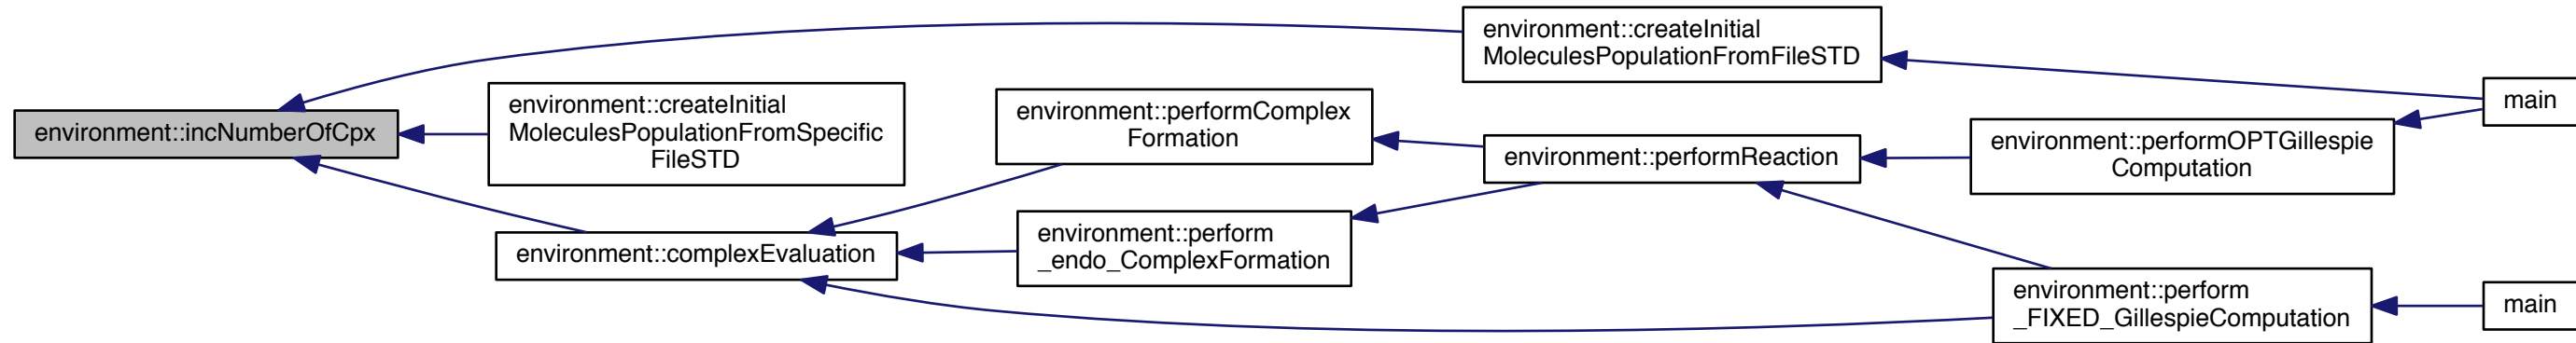 environment::incNumberOfCpx
environment::createInitial
MoleculesPopulationFromSpecific
FileSTD
environment::complexEvaluation
environment::performComplex
Formation
environment::perform
_endo_ComplexFormation
environment::createInitial
MoleculesPopulationFromFileSTD
environment::performReaction
environment::performOPTGillespie
Computation
environment::perform
_FIXED_GillespieComputation
main
main